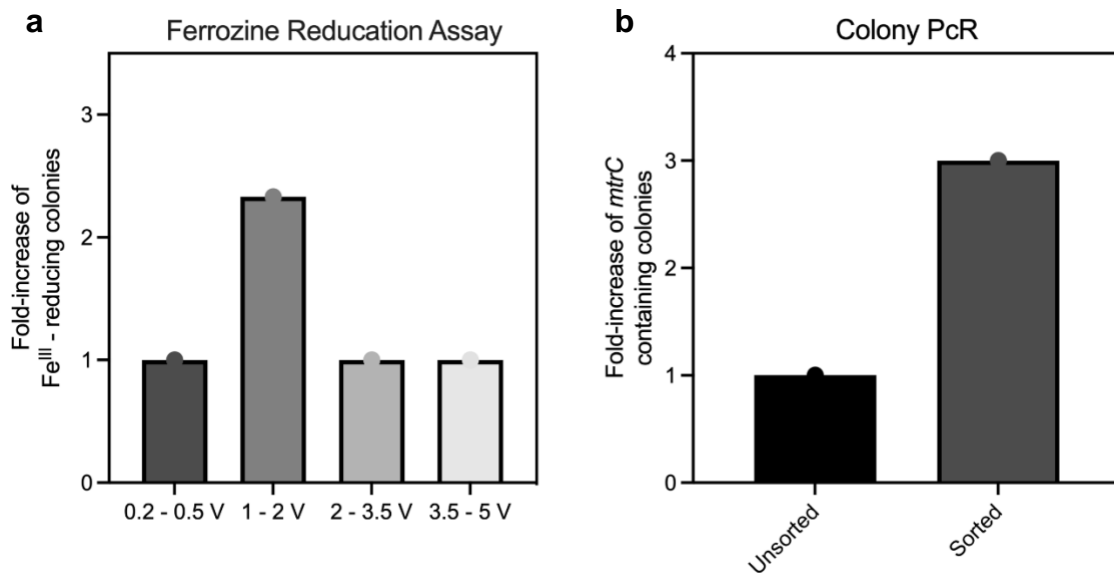 a
Ferrozine Reducation Assay
Fold-increase of
Feᴵᴵᴵ - reducing colonies
3
2
1
0
0.2 - 0.5 V
1 - 2 V
2 - 3.5 V
3.5 - 5 V
b
Colony PcR
Fold-increase of mtrC
containing colonies
4
3
2
1
0
Unsorted
Sorted